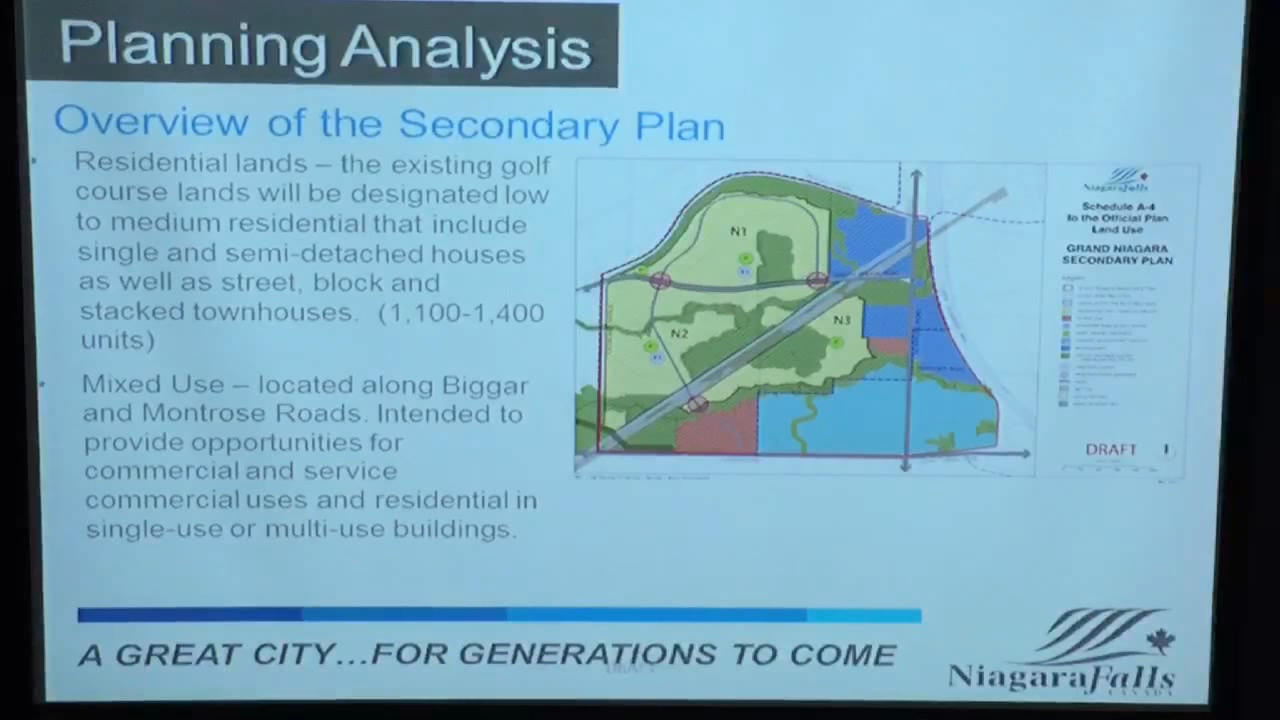 Planning Analysis
Overview of the Secondary Plan
Residential lands – the existing golf
course lands will be designated low
to medium residential that include
single and semi-detached houses
as well as street, block and
stacked townhouses. (1,100-1,400
units)
Mixed Use – located along Biggar
and Montrose Roads. Intended to
provide opportunities for
commercial and service
commercial uses and residential in
single-use or multi-use buildings.
N1
N2
N3
NiagaraFalls
Schedule A-4
to the Official Plan
Land Use
GRAND NIAGARA
SECONDARY PLAN
DRAFT
A GREAT CITY...FOR GENERATIONS TO COME
NiagaraFalls
CANADA